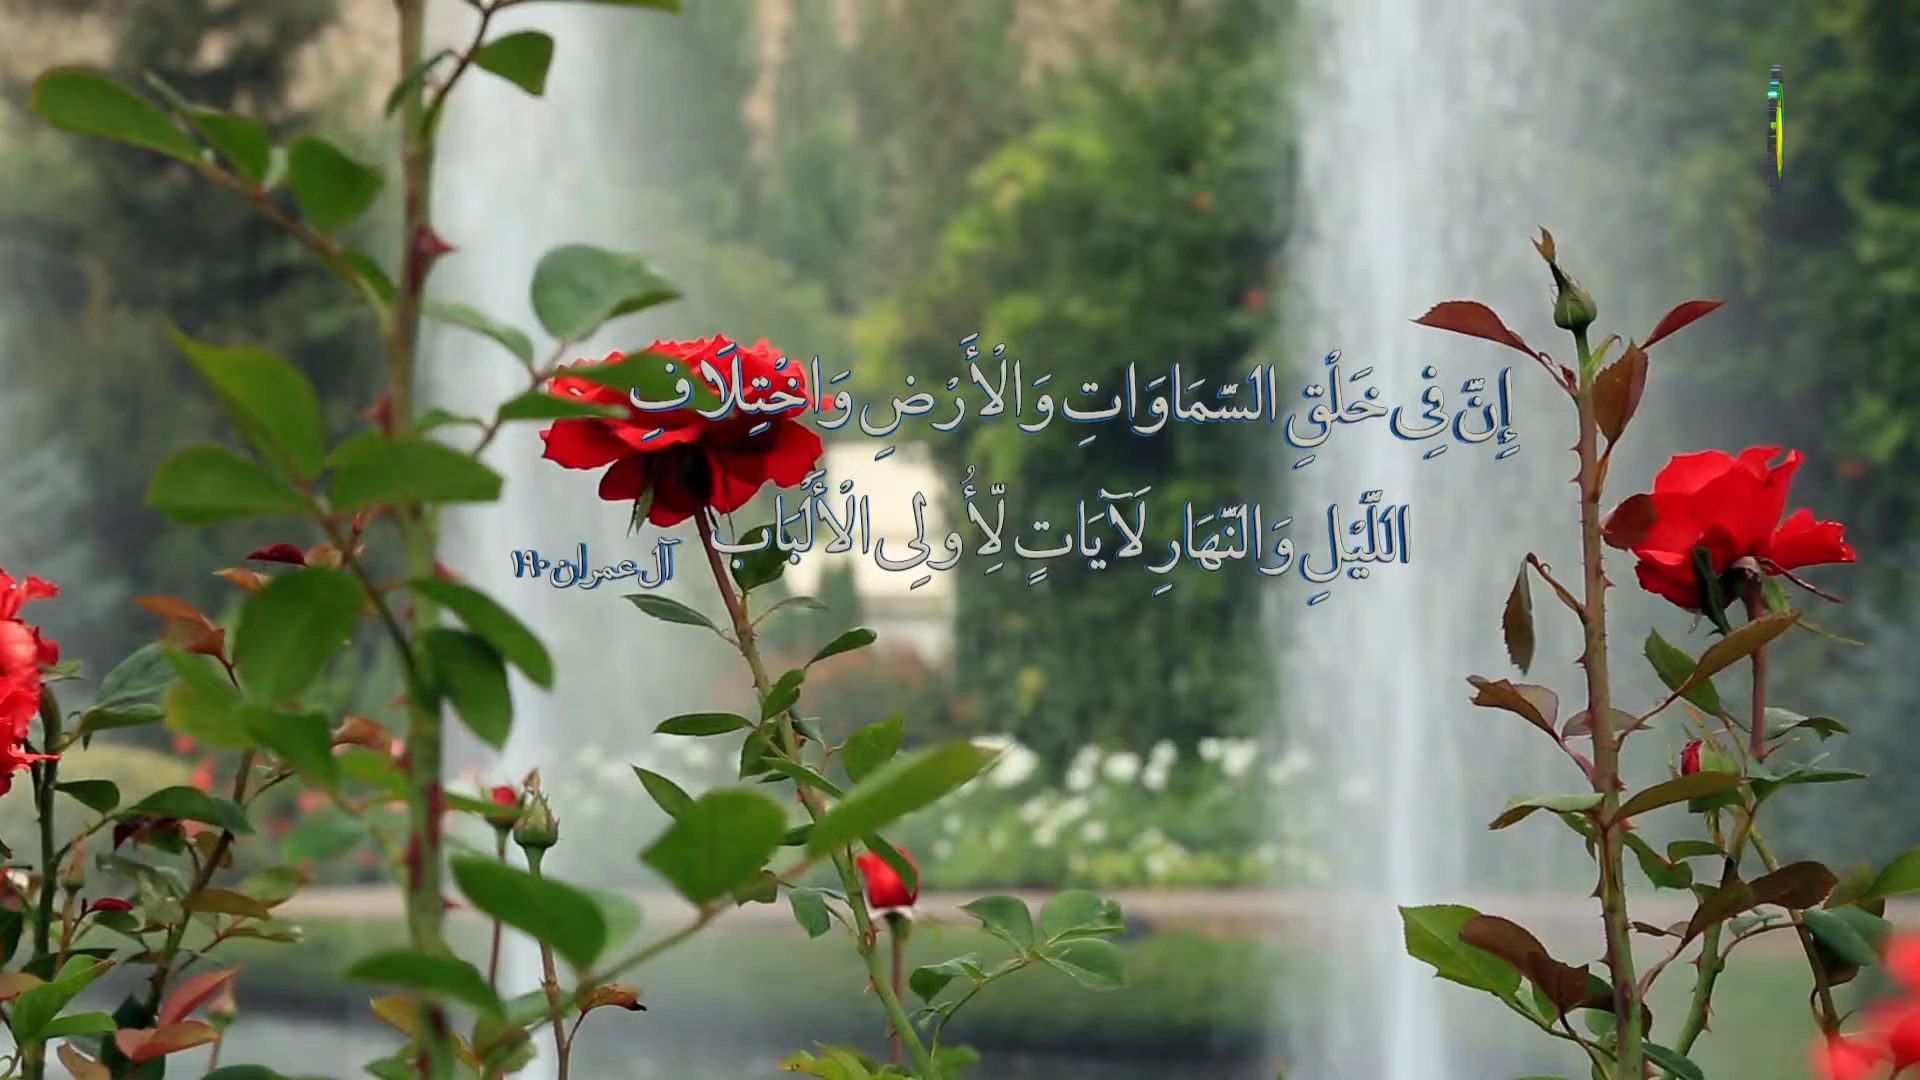 إِنَّ فِي خَلْقِ السَّمَاوَاتِ وَالْأَرْضِ وَاخْتِلَافِ
اللَّيْلِ وَالنَّهَارِ لَآيَاتٍ لِّأُولِي الْأَلْبَابِ آل عمران ١٩٠